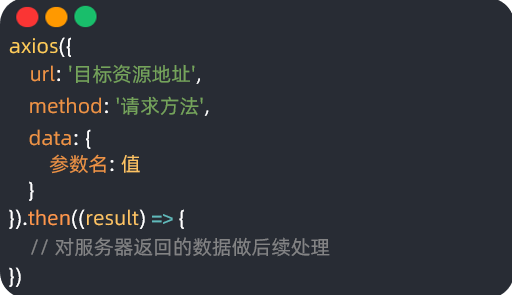 axios({
    url: '目标资源地址',
    method: '请求方法',
    data: {
        参数名: 值
    }
}).then((result) => {
    // 对服务器返回的数据做后续处理
})